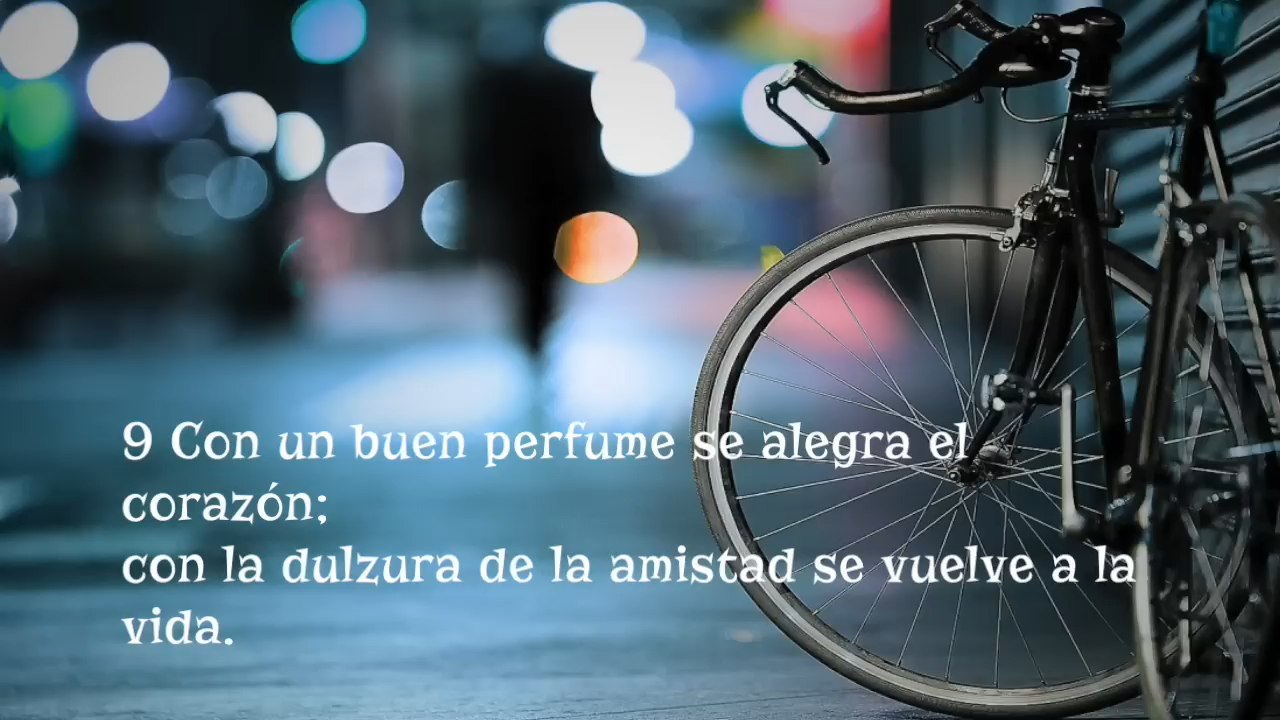 9 Con un buen perfume se alegra el
corazón;
con la dulzura de la amistad se vuelve a la
vida.